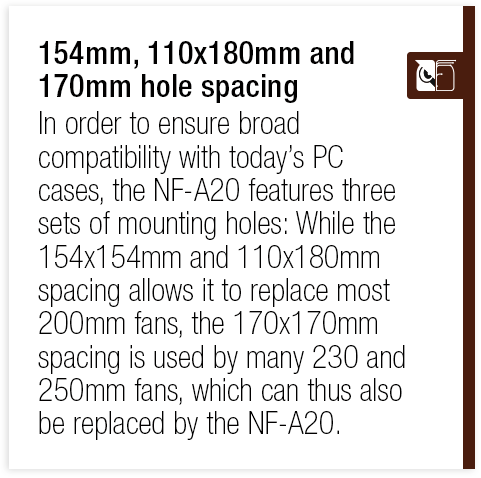 154mm, 110x180mm and
170mm hole spacing
In order to ensure broad
compatibility with today’s PC
cases, the NF-A20 features three
sets of mounting holes: While the
154x154mm and 110x180mm
spacing allows it to replace most
200mm fans, the 170x170mm
spacing is used by many 230 and
250mm fans, which can thus also
be replaced by the NF-A20.